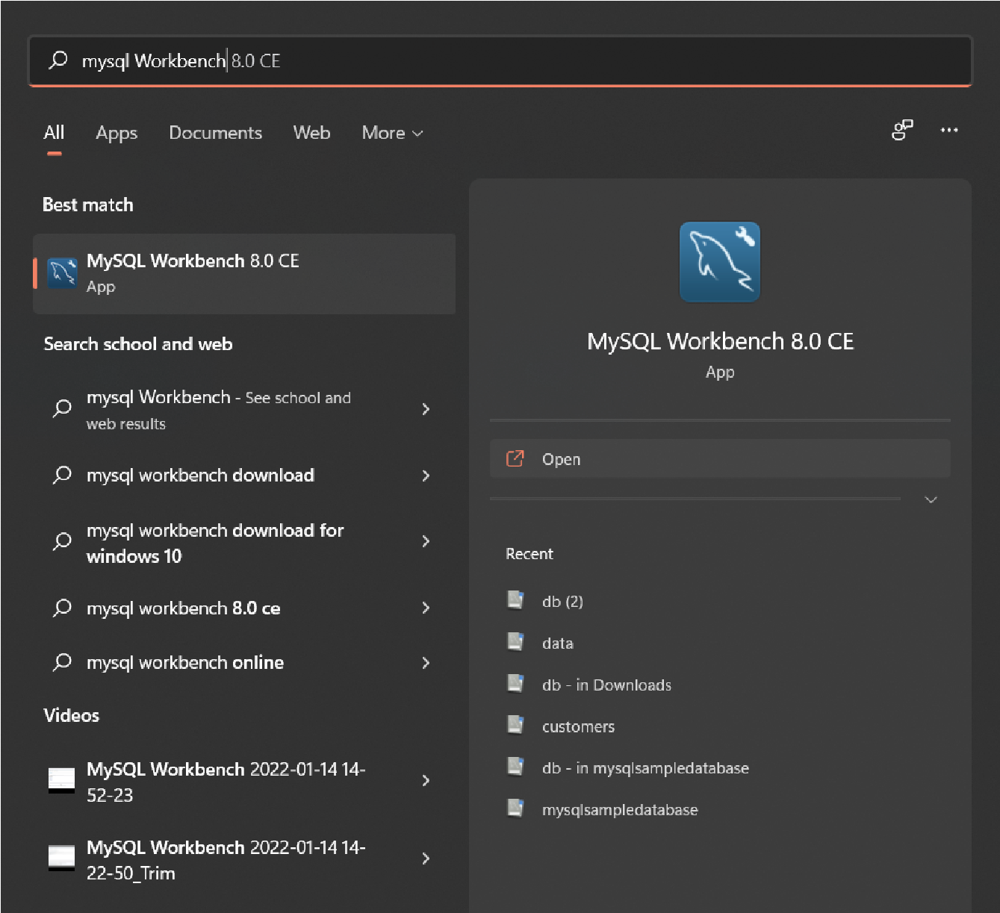 mysql Workbench 8.0 CE
All Apps Documents Web More
Best match
MySQL Workbench 8.0 CE
App
Search school and web
mysql Workbench - See school and
web results
mysql workbench download
mysql workbench download for
windows 10
mysql workbench 8.0 ce
mysql workbench online
Videos
MySQL Workbench 2022-01-14 14-
52-23
MySQL Workbench 2022-01-14 14-
22-50_Trim
MySQL Workbench 8.0 CE
App
Open
Recent
db (2)
data
db - in Downloads
customers
db - in mysqlsampledatabase
mysqlsampledatabase